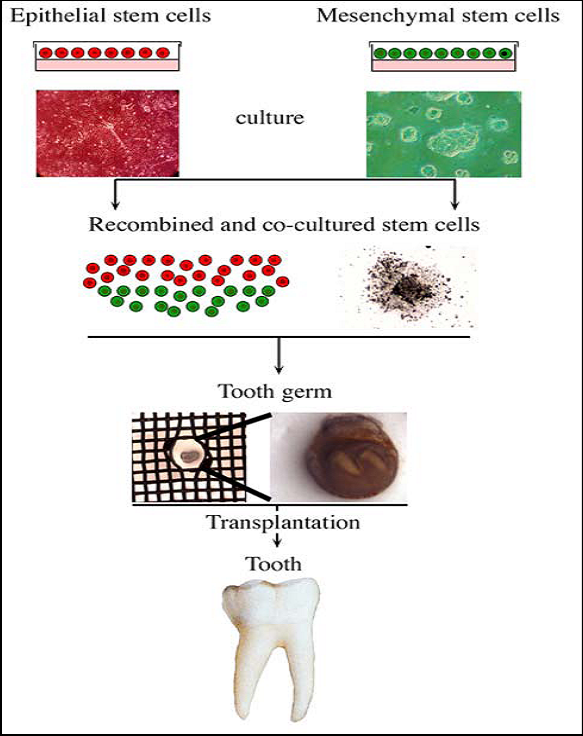 Epithelial stem cells
Mesenchymal stem cells
culture
Recombined and co-cultured stem cells
Tooth germ
Transplantation
Tooth